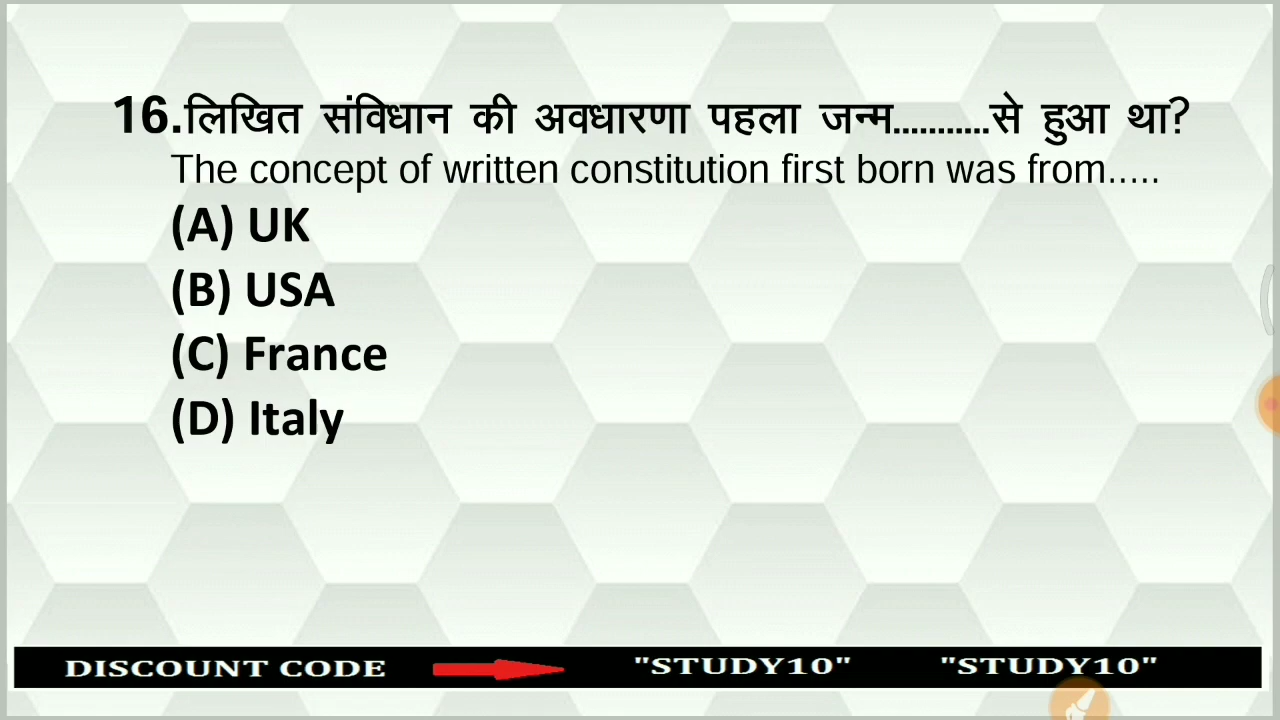 16.लिखित संविधान की अवधारणा पहला जन्म...........से हुआ था?
The concept of written constitution first born was from.....
(A) UK
(B) USA
(C) France
(D) Italy
DISCOUNT CODE "STUDY10" "STUDY10"